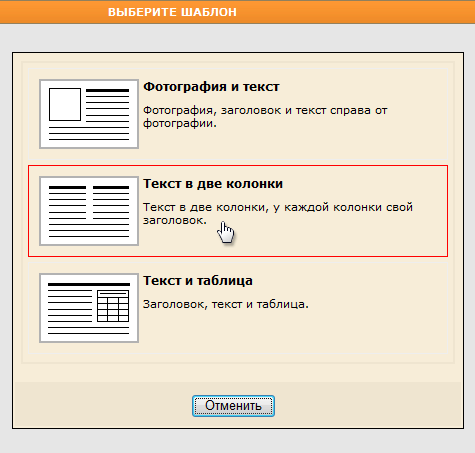 ВЫБЕРИТЕ ШАБЛОН
Фотография и текст
Фотография, заголовок и текст справа от
фотографии.
Текст в две колонки
Текст в две колонки, у каждой колонки свой
заголовок.
Текст и таблица
Заголовок, текст и таблица.
Отменить